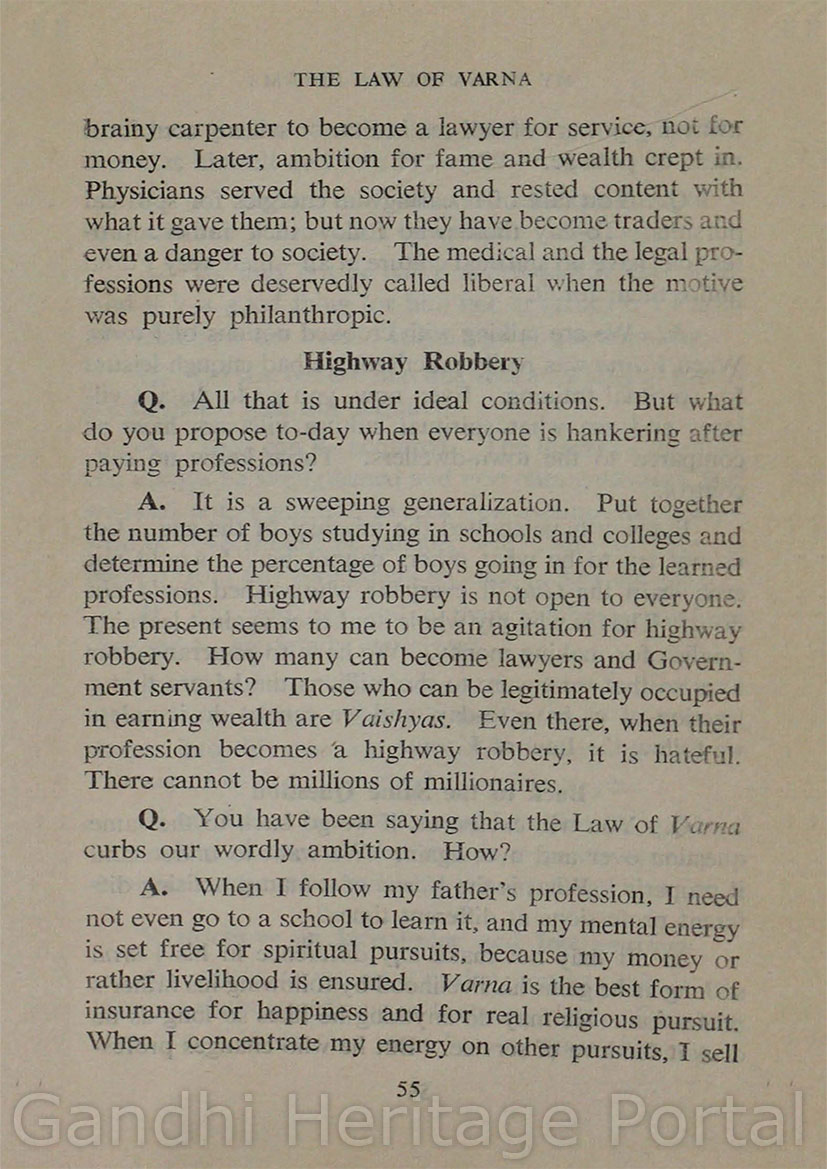 THE LAW OF VARNA
brainy carpenter to become a lawyer for service, not for
money. Later, ambition for fame and wealth crept in.
Physicians served the society and rested content with
what it gave them; but now they have become traders and
even a danger to society. The medical and the legal pro-
fessions were deservedly called liberal when the motive
was purely philanthropic.
Highway Robbery
Q. All that is under ideal conditions. But what
do you propose to-day when everyone is hankering after
paying professions?
A. It is a sweeping generalization. Put together
the number of boys studying in schools and colleges and
determine the percentage of boys going in for the learned
professions. Highway robbery is not open to everyone.
The present seems to me to be an agitation for highway
robbery. How many can become lawyers and Govern-
ment servants? Those who can be legitimately occupied
in earning wealth are Vaishyas. Even there, when their
profession becomes a highway robbery, it is hateful.
There cannot be millions of millionaires.
Q. You have been saying that the Law of Varna
curbs our wordly ambition. How?
A. When I follow my father's profession, I need
not even go to a school to learn it, and my mental energy
is set free for spiritual pursuits, because my money or
rather livelihood is ensured. Varna is the best form of
insurance for happiness and for real religious pursuit.
When I concentrate my energy on other pursuits, I sell
55
Gandhi Heritage Portal